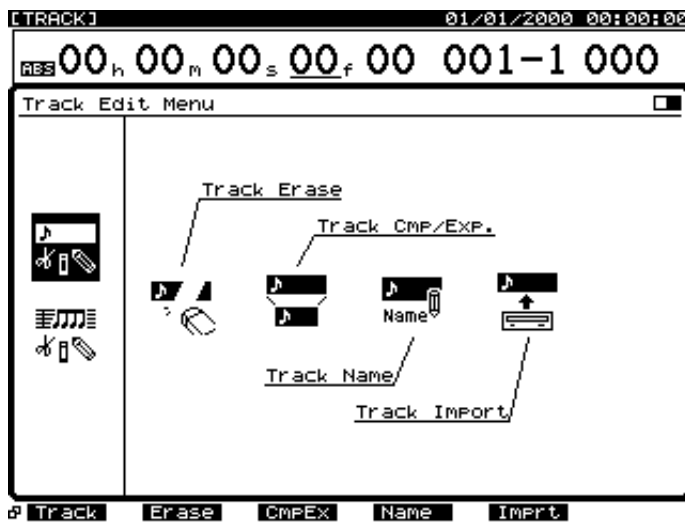 [TRACK] 01/01/2000 00:00:00
ABS 00h 00m 00s 00f 00 001-1 000
Track Edit Menu
Track Erase
Track Cmp/Exp.
Name
Track Name
Track Import
Track Erase CmpEx Name Imprt